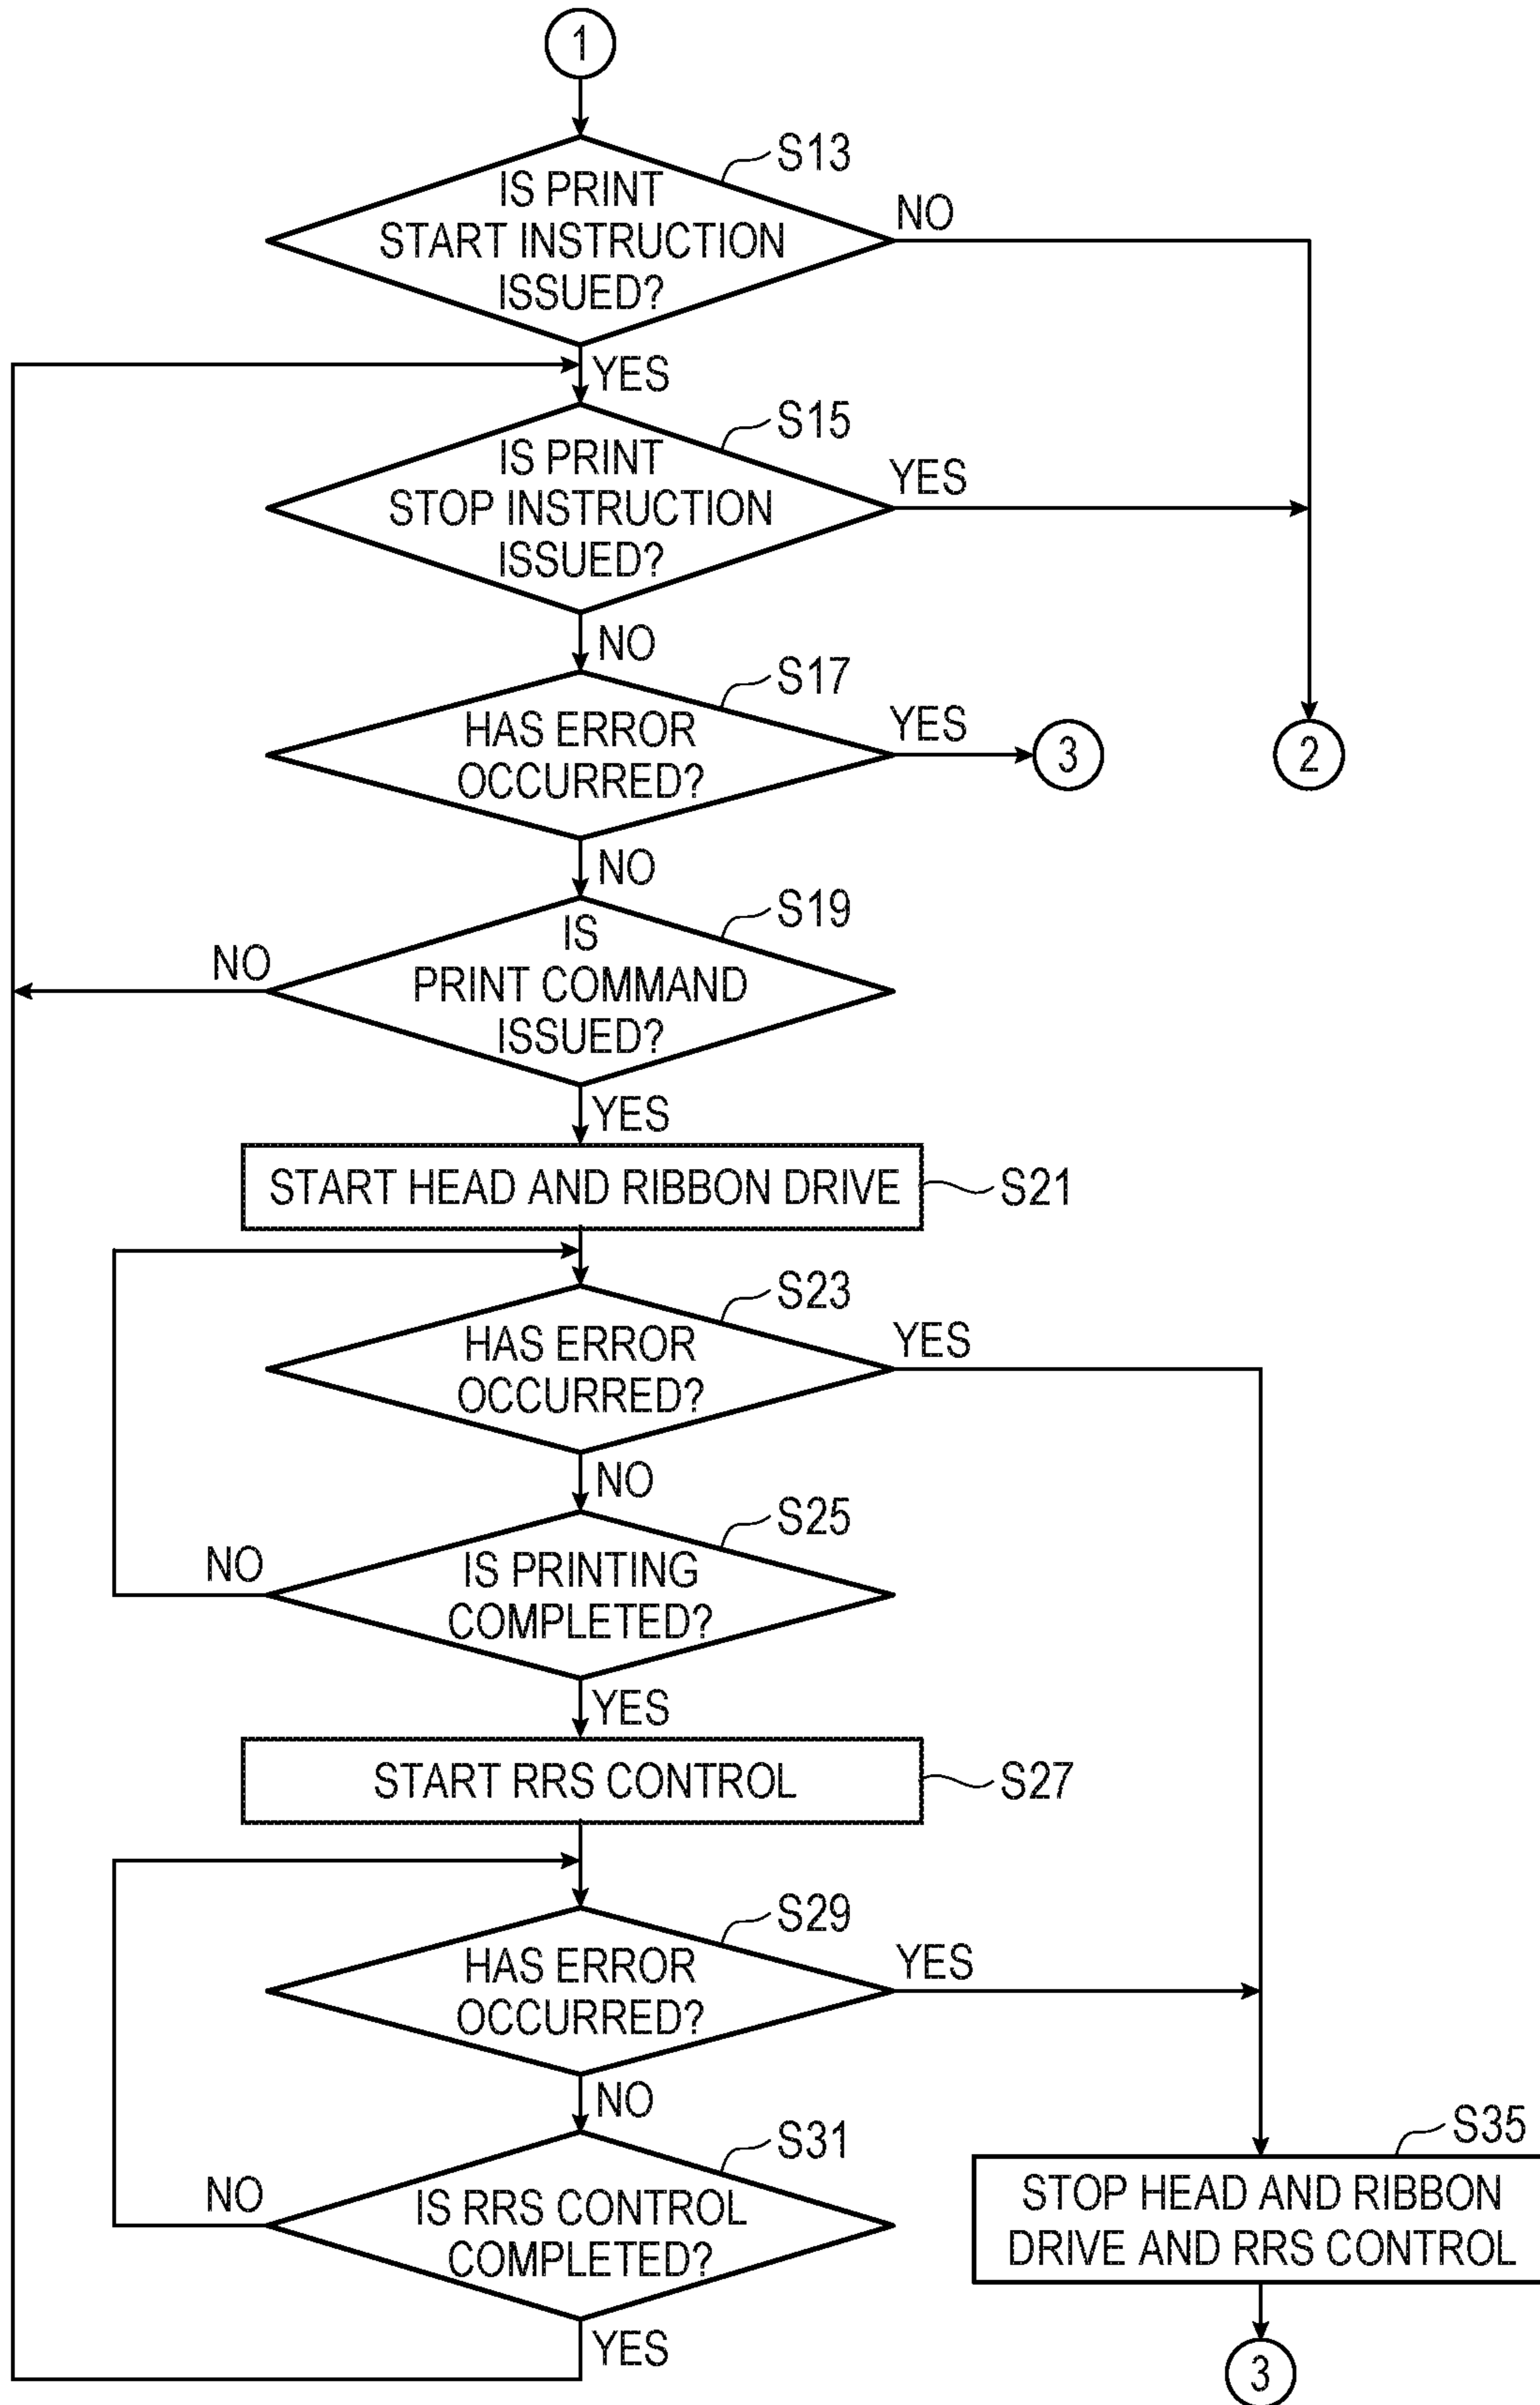 1
S13
IS PRINT
START INSTRUCTION
ISSUED?
NO
YES
S15
IS PRINT
STOP INSTRUCTION
ISSUED?
YES
NO
S17
HAS ERROR
OCCURRED?
YES
3
2
NO
S19
IS
PRINT COMMAND
ISSUED?
NO
YES
START HEAD AND RIBBON DRIVE
S21
S23
HAS ERROR
OCCURRED?
YES
NO
S25
IS PRINTING
COMPLETED?
NO
YES
START RRS CONTROL
S27
S29
HAS ERROR
OCCURRED?
YES
NO
S31
IS RRS CONTROL
COMPLETED?
NO
YES
S35
STOP HEAD AND RIBBON
DRIVE AND RRS CONTROL
3